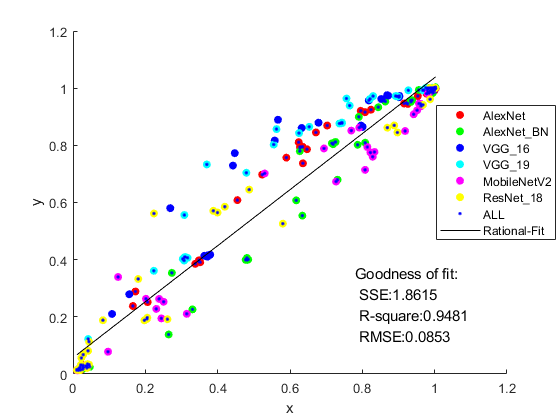 1.2
1
0.8
0.6
0.4
0.2
0
y
0 0.2 0.4 0.6 0.8 1 1.2
x
AlexNet
AlexNet_BN
VGG_16
VGG_19
MobileNetV2
ResNet_18
ALL
Rational-Fit
Goodness of fit:
SSE:1.8615
R-square:0.9481
RMSE:0.0853